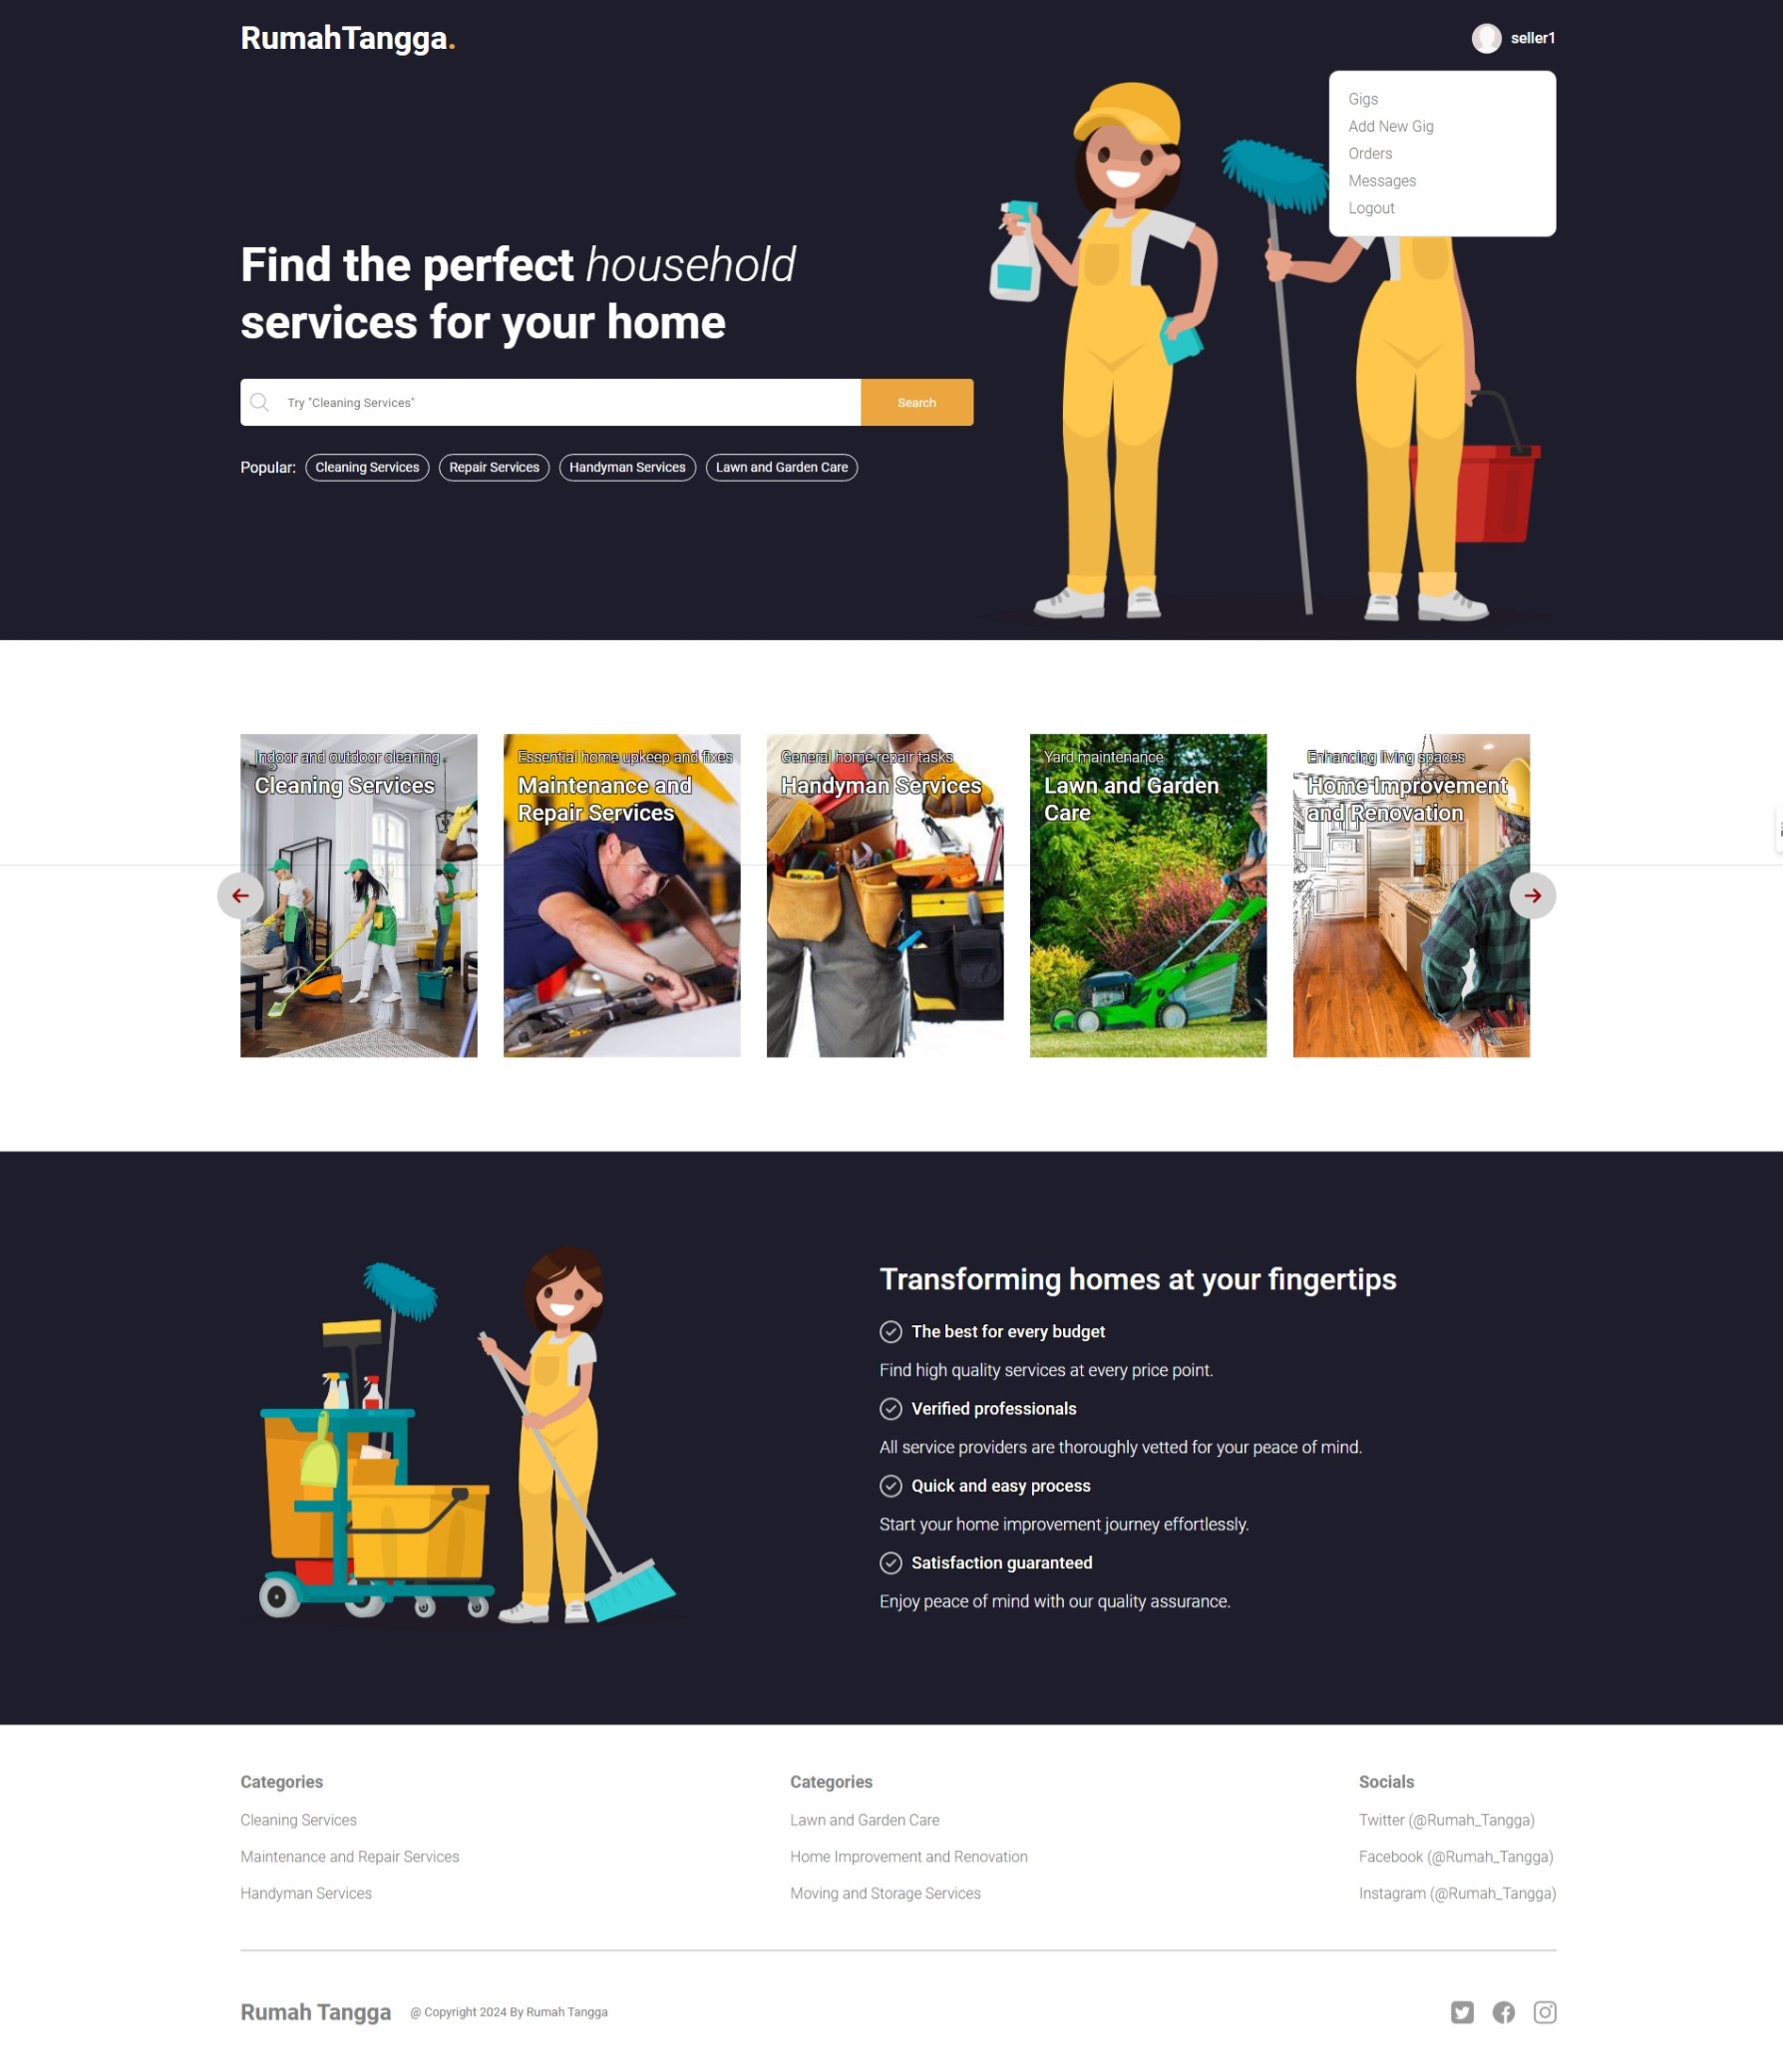 RumahTangga.
seller1
Gigs
Add New Gig
Orders
Messages
Logout
Find the perfect household
services for your home
Try "Cleaning Services"
Search
Popular:
Cleaning Services
Repair Services
Handyman Services
Lawn and Garden Care
Indoor and outdoor cleaning
Cleaning Services
Essential home upkeep and fixes
Maintenance and
Repair Services
General home repair tasks
Handyman Services
Yard maintenance
Lawn and Garden
Care
Enhancing living spaces
Home Improvement
and Renovation
Transforming homes at your fingertips
The best for every budget
Find high quality services at every price point.
Verified professionals
All service providers are thoroughly vetted for your peace of mind.
Quick and easy process
Start your home improvement journey effortlessly.
Satisfaction guaranteed
Enjoy peace of mind with our quality assurance.
Categories
Cleaning Services
Maintenance and Repair Services
Handyman Services
Categories
Lawn and Garden Care
Home Improvement and Renovation
Moving and Storage Services
Socials
Twitter (@Rumah_Tangga)
Facebook (@Rumah_Tangga)
Instagram (@Rumah_Tangga)
Rumah Tangga
@ Copyright 2024 By Rumah Tangga